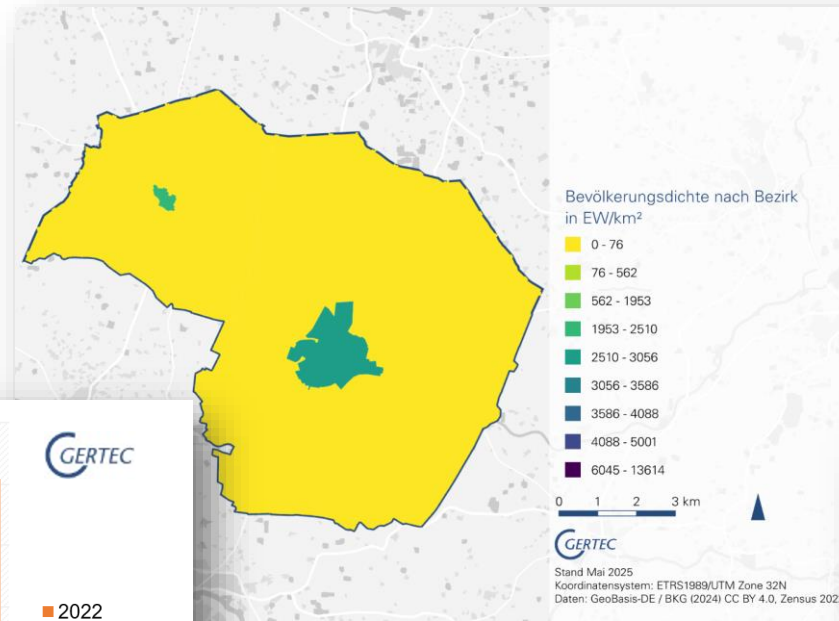 Bevölkerungsdichte nach Bezirk
in EW/km²
0 - 76
76 - 562
562 - 1953
1953 - 2510
2510 - 3056
3056 - 3586
3586 - 4088
4088 - 5001
6045 - 13614
0 1 2 3 km
GERTEC
Stand Mai 2025
Koordinatensystem: ETRS1989/UTM Zone 32N
Daten: GeoBasis-DE / BKG (2024) CC BY 4.0, Zensus 202
GERTEC
2022